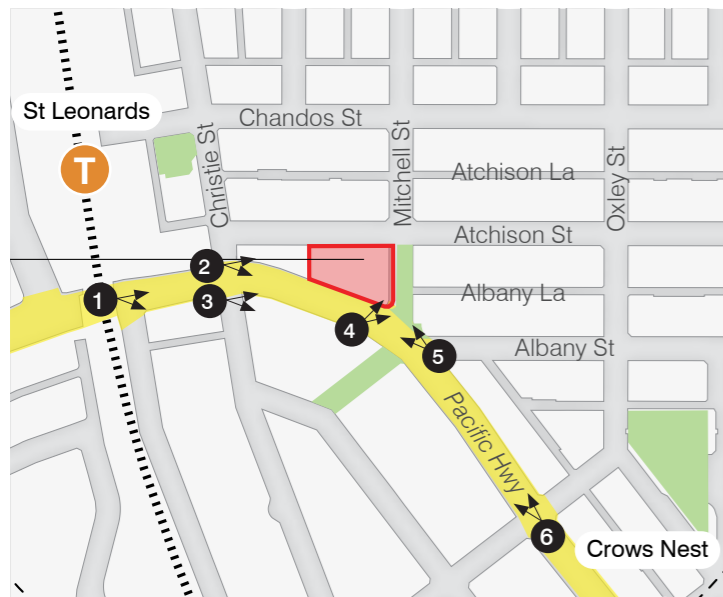 St Leonards
T
Chandos St
Christie St
Mitchell St
Atchison La
Oxley St
Atchison St
2
1
3
Albany La
4
5
Albany St
Pacific Hwy
6
Crows Nest